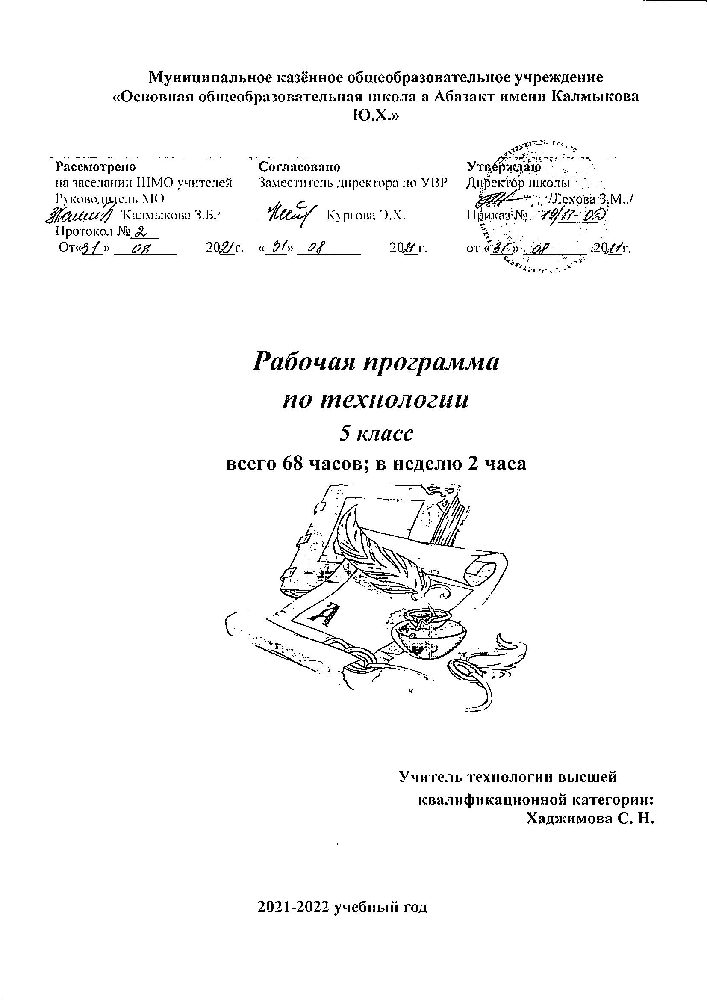 Муниципальное казённое общеобразовательное учреждение
«Основная общеобразовательная школа а Абазакт имени Калмыкова
Ю.Х.»
Рассмотрено
на заседании ШМО учителей
Руководитель МО
/Калмыкова З.Б./
Протокол № 2
От«31» 08 2021г.
Согласовано
Заместитель директора по УВР
Кургова Э.Х.
«31» 08 2021г.
Утверждаю
Директор школы
/Лехова З.М../
Приказ № 19/17-02
от «31» 08 2021г.
Рабочая программа
по технологии
5 класс
всего 68 часов; в неделю 2 часа
А
Учитель технологии высшей
квалификационной категории:
Хаджимова С. Н.
2021-2022 учебный год